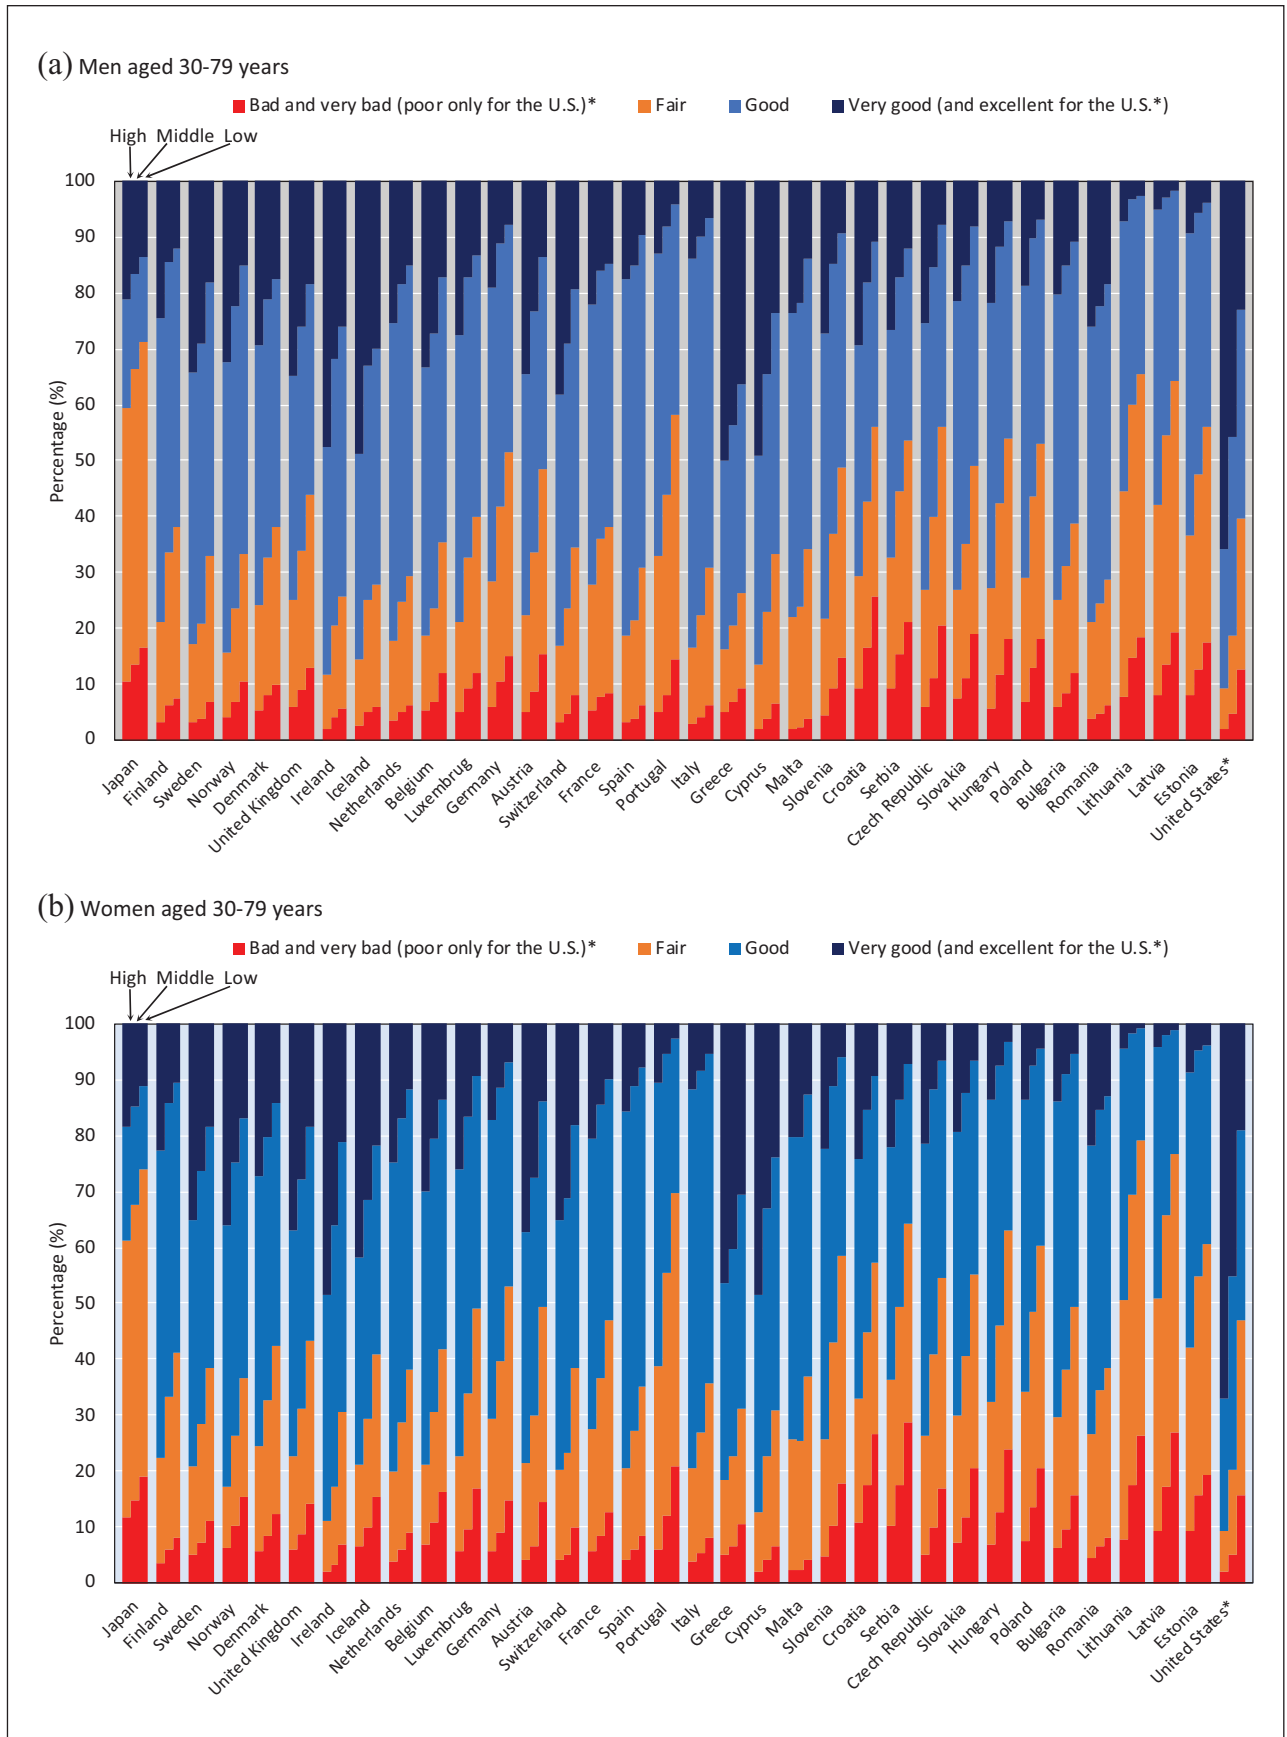 (a) Men aged 30-79 years
Bad and very bad (poor only for the U.S.)* Fair Good Very good (and excellent for the U.S.*)
High Middle Low
100
90
80
70
60
50
40
30
20
10
0
Percentage (%)
Japan
Finland
Sweden
Norway
Denmark
United Kingdom
Ireland
Iceland
Netherlands
Belgium
Luxembrug
Germany
Austria
Switzerland
France
Spain
Portugal
Italy
Greece
Cyprus
Malta
Slovenia
Croatia
Serbia
Czech Republic
Slovakia
Hungary
Poland
Bulgaria
Romania
Lithuania
Latvia
Estonia
United States*
(b) Women aged 30-79 years
Bad and very bad (poor only for the U.S.)* Fair Good Very good (and excellent for the U.S.*)
High Middle Low
100
90
80
70
60
50
40
30
20
10
0
Percentage (%)
Japan
Finland
Sweden
Norway
Denmark
United Kingdom
Ireland
Iceland
Netherlands
Belgium
Luxembrug
Germany
Austria
Switzerland
France
Spain
Portugal
Italy
Greece
Cyprus
Malta
Slovenia
Croatia
Serbia
Czech Republic
Slovakia
Hungary
Poland
Bulgaria
Romania
Lithuania
Latvia
Estonia
United States*